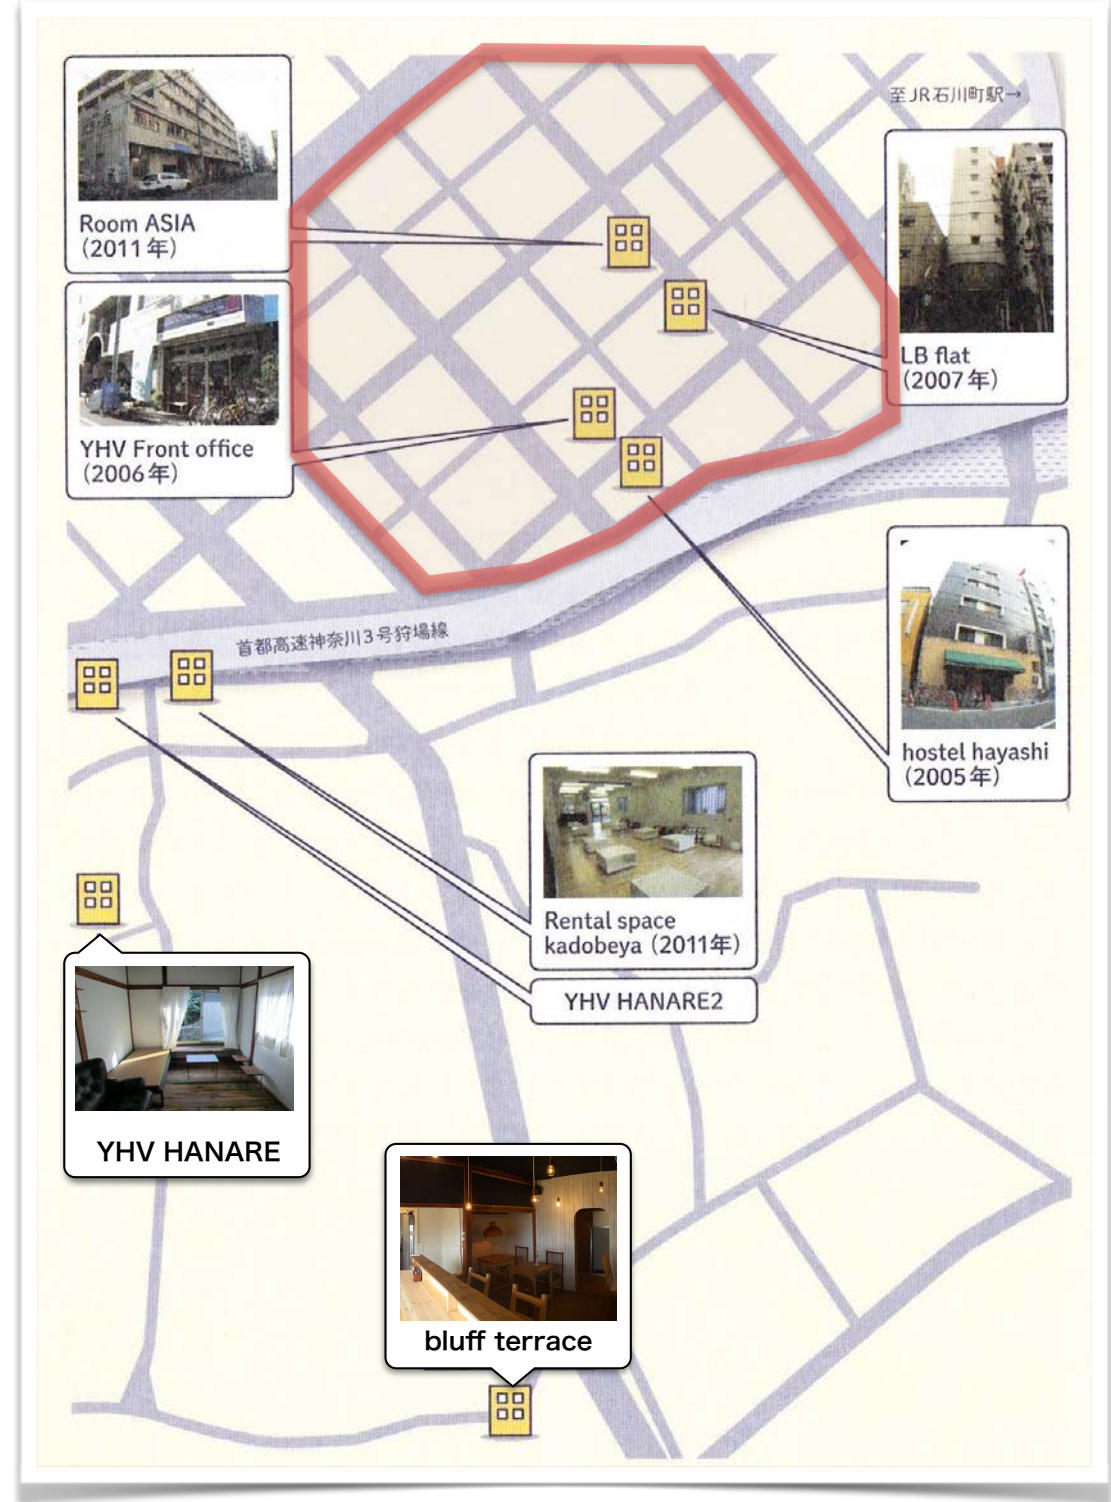 至JR石川町駅→
Room ASIA
（2011年）
LB flat
（2007年）
YHV Front office
（2006年）
首都高速神奈川3号狩場線
hostel hayashi
（2005年）
Rental space
kadobeya（2011年）
YHV HANARE2
YHV HANARE
bluff terrace